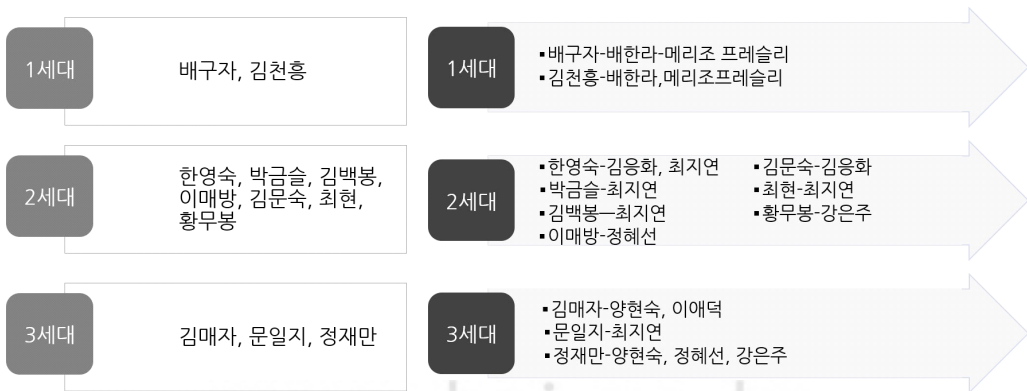 1세대
배구자, 김천흥
1세대
▪배구자-배한라-메리조 프레슬리
▪김천흥-배한라,메리조프레슬리
2세대
한영숙, 박금슬, 김백봉,
이매방, 김문숙, 최현,
황무봉
2세대
▪한영숙-김응화, 최지연
▪박금슬-최지연
▪김백봉—최지연
▪이매방-정혜선
▪김문숙-김응화
▪최현-최지연
▪황무봉-강은주
3세대
김매자, 문일지, 정재만
3세대
▪김매자-양현숙, 이애덕
▪문일지-최지연
▪정재만-양현숙, 정혜선, 강은주